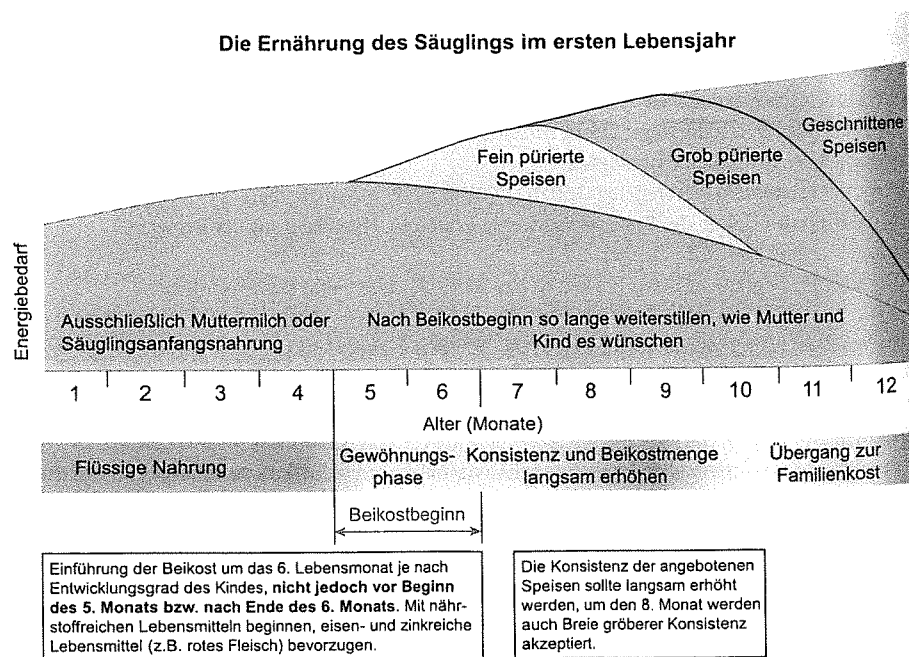 Die Ernährung des Säuglings im ersten Lebensjahr
Geschnittene
Speisen
Fein pürierte
Speisen
Grob pürierte
Speisen
Energiebedarf
Ausschließlich Muttermilch oder
Säuglingsanfangsnahrung
Nach Beikostbeginn so lange weiterstillen, wie Mutter und
Kind es wünschen
1 2 3 4 5 6 7 8 9 10 11 12
Alter (Monate)
Flüssige Nahrung
Gewöhnungs-
phase
Konsistenz und Beikostmenge
langsam erhöhen
Übergang zur
Familienkost
Beikostbeginn
Einführung der Beikost um das 6. Lebensmonat je nach
Entwicklungsgrad des Kindes, nicht jedoch vor Beginn
des 5. Monats bzw. nach Ende des 6. Monats. Mit nähr-
stoffreichen Lebensmitteln beginnen, eisen- und zinkreiche
Lebensmittel (z.B. rotes Fleisch) bevorzugen.
Die Konsistenz der angebotenen
Speisen sollte langsam erhöht
werden, um den 8. Monat werden
auch Breie gröberer Konsistenz
akzeptiert.